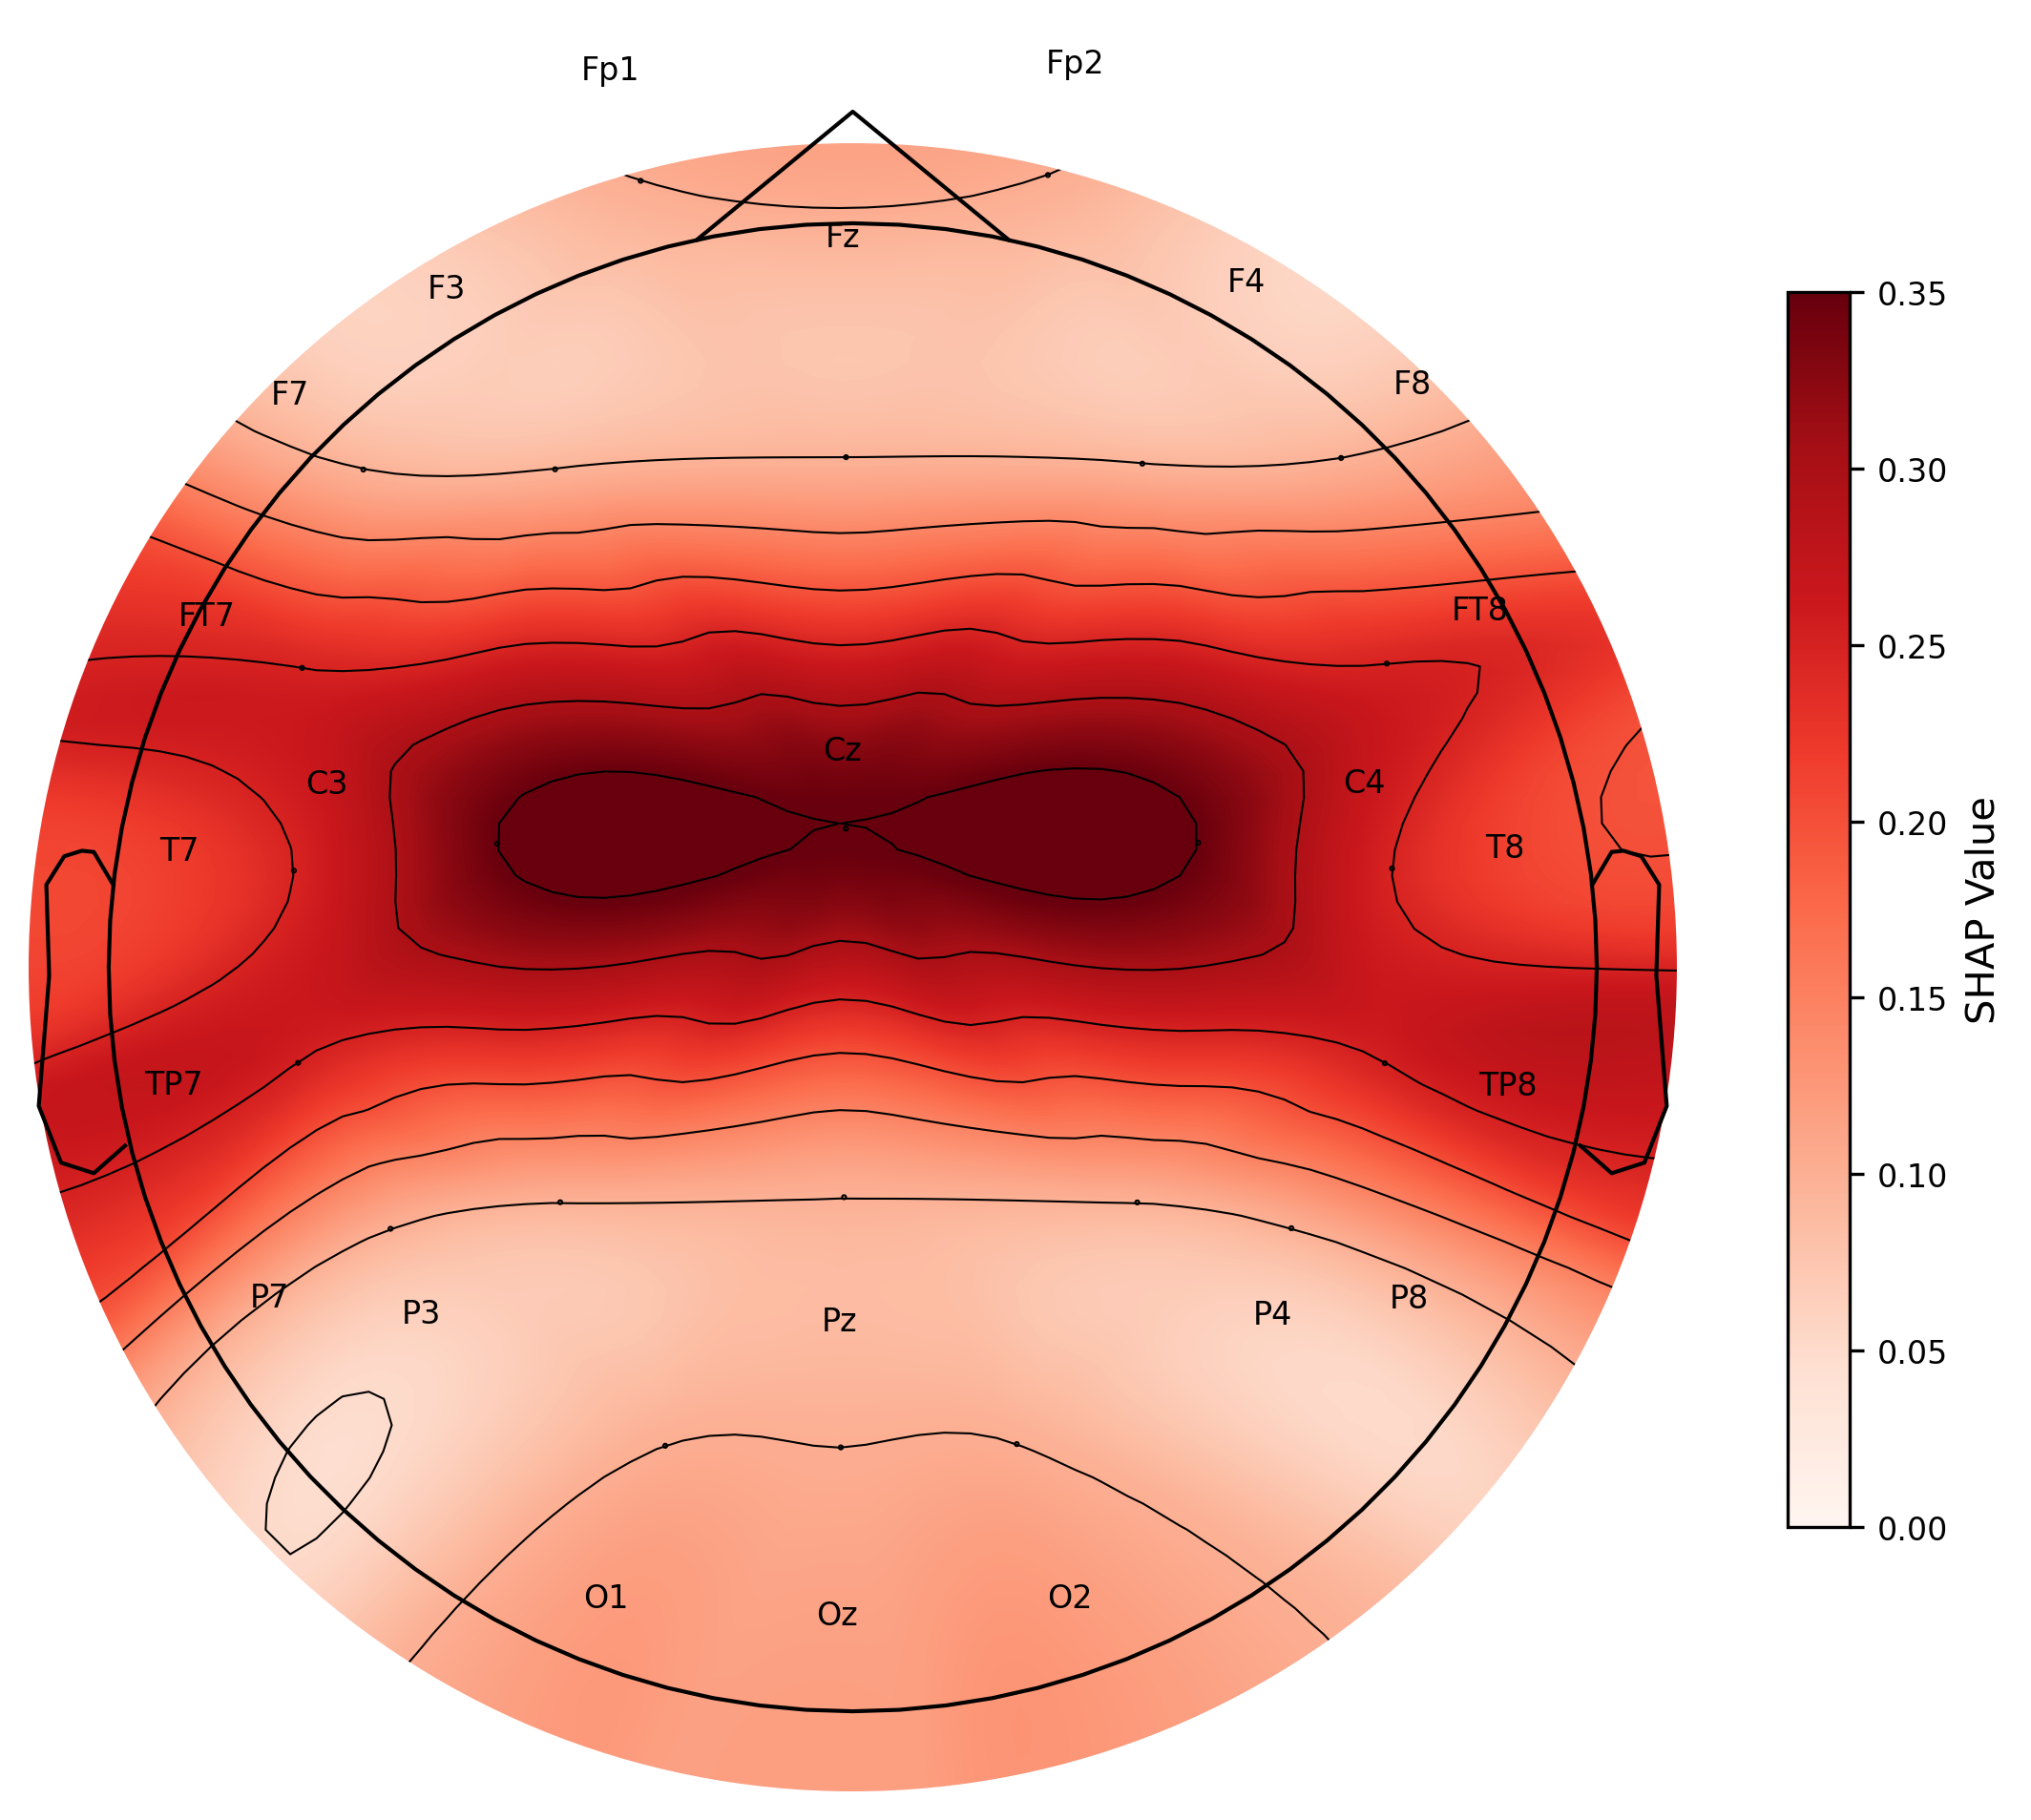 Fp1 Fp2
Fz
F3 F4
F7 F8
FT7 FT8
Cz
C3 C4
T7 T8
TP7 TP8
P7 P3 Pz P4 P8
O1 Oz O2
0.35
0.30
0.25
0.20
0.15
0.10
0.05
0.00
SHAP Value